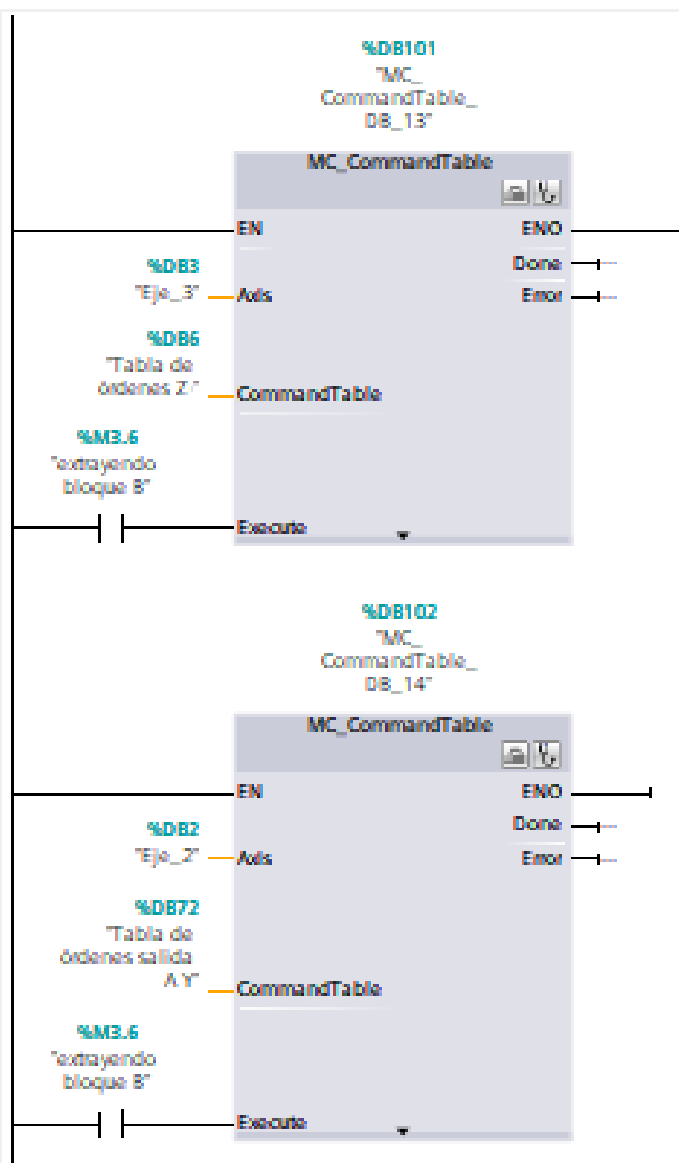 %DB101
"MC_
CommandTable_
DB_13"
MC_CommandTable
EN
ENO
Done
%DB3
"Eje_3"
Axis
Error
%DB6
"Tabla de
órdenes Z"
CommandTable
%M3.6
"extrayendo
bloque B"
Execute
%DB102
"MC_
CommandTable_
DB_14"
MC_CommandTable
EN
ENO
Done
%DB2
"Eje_2"
Axis
Error
%DB72
"Tabla de
órdenes salida
A Y"
CommandTable
%M3.6
"extrayendo
bloque B"
Execute